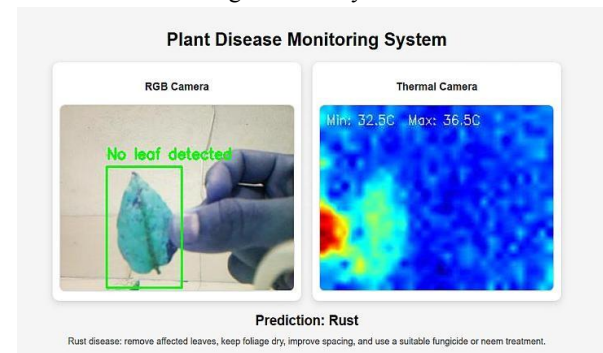 Plant Disease Monitoring System
RGB Camera
Thermal Camera
No leaf detected
Min: 32.5C Max: 36.5C
Prediction: Rust
Rust disease: remove affected leaves, keep foliage dry, improve spacing, and use a suitable fungicide or neem treatment.